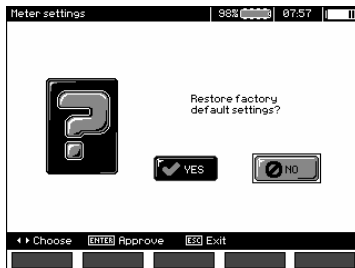 Meter settings 98% 07:57
Restore factory
default settings?
YES NO
Choose ENTER Approve ESC Exit